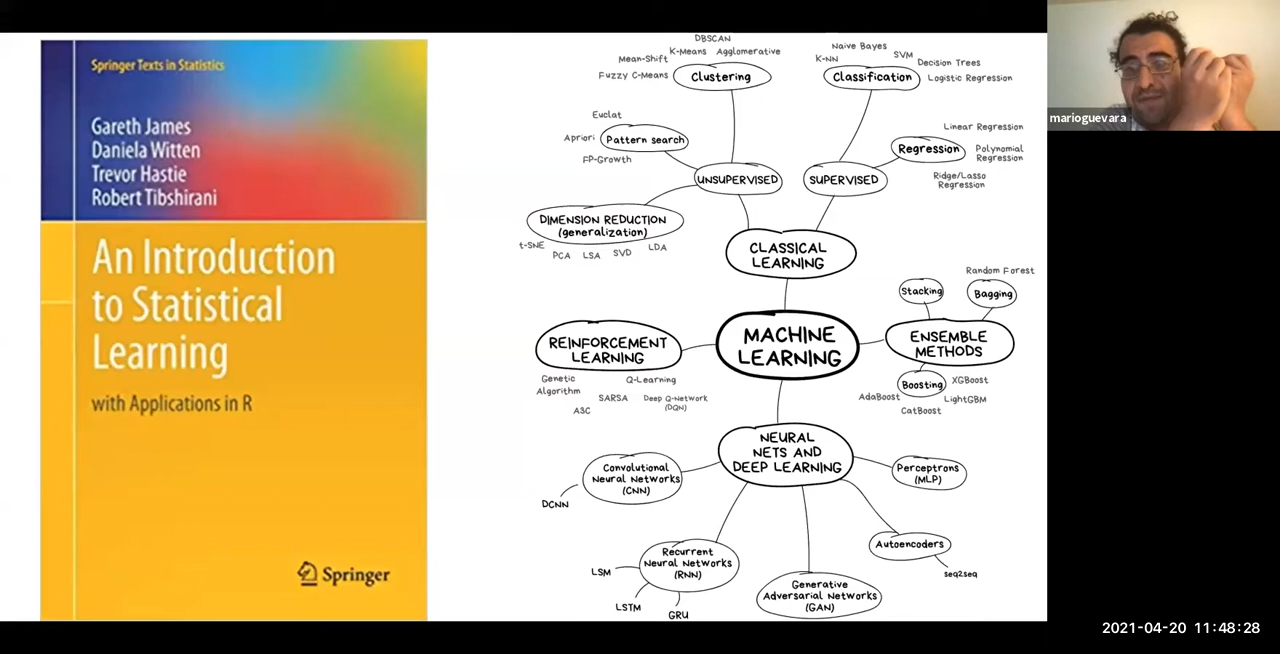 Springer Texts in Statistics
Gareth James
Daniela Witten
Trevor Hastie
Robert Tibshirani
An Introduction
to Statistical
Learning
with Applications in R
Springer
DBSCAN
K-Means
Agglomerative
Mean-Shift
Fuzzy C-Means
Clustering
Naive Bayes
K-NN
SVM
Decision Trees
Classification
Logistic Regression
Euclat
Apriori
Pattern search
FP-Growth
Linear Regression
Regression
Polynomial
Regression
Ridge/Lasso
Regression
UNSUPERVISED
SUPERVISED
DIMENSION REDUCTION
(generalization)
t-SNE
PCA
LSA
SVD
LDA
CLASSICAL
LEARNING
Random Forest
Stacking
Bagging
REINFORCEMENT
LEARNING
MACHINE
LEARNING
ENSEMBLE
METHODS
Genetic
Algorithm
Q-Learning
SARSA
Deep Q-Network
(DQN)
A3C
Boosting
XGBoost
AdaBoost
LightGBM
CatBoost
NEURAL
NETS AND
DEEP LEARNING
Convolutional
Neural Networks
(CNN)
DCNN
Perceptrons
(MLP)
Recurrent
Neural Networks
(RNN)
LSM
LSTM
GRU
Generative
Adversarial Networks
(GAN)
Autoencoders
seq2seq
marioguevara
2021-04-20 11:48:28